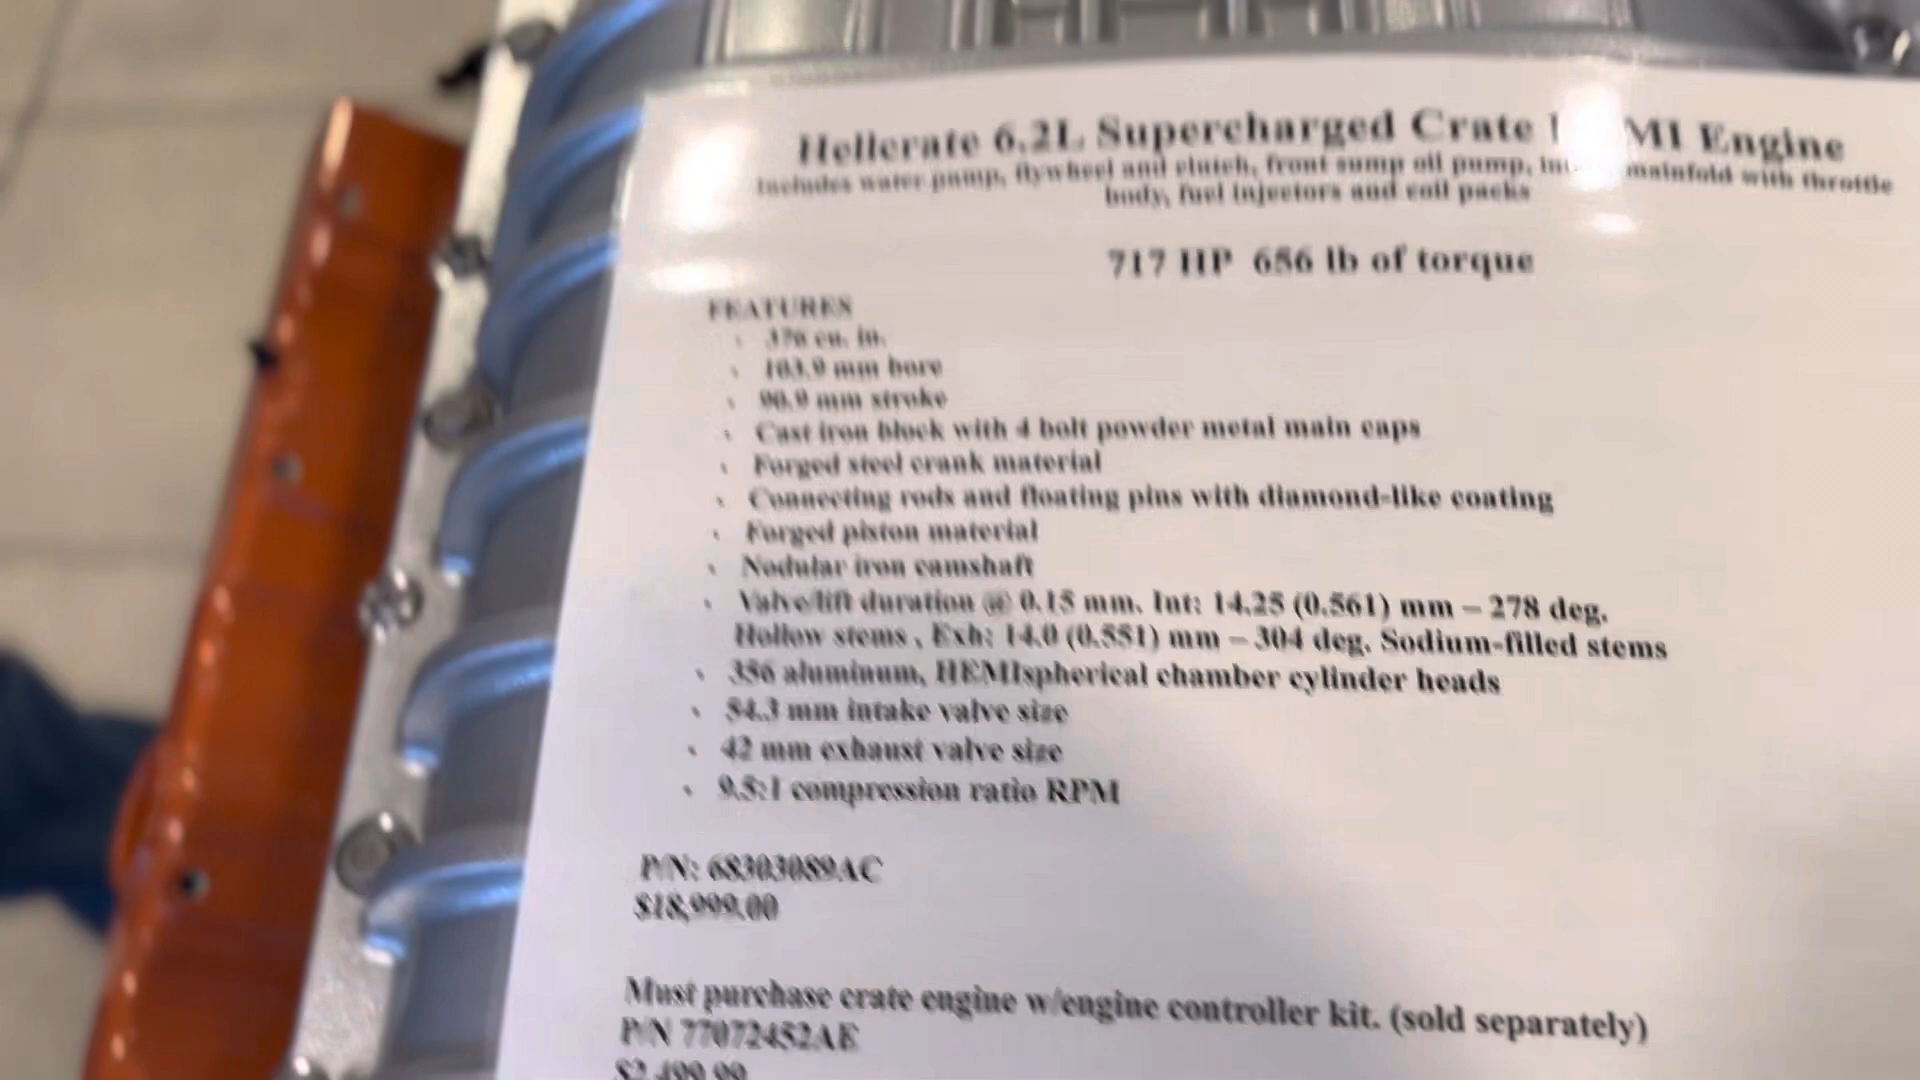 Hellcrate 6.2L Supercharged Crate MI Engine
Includes water pump, flywheel and clutch, front sump oil pump, mainfold with throttle
body, fuel injectors and coil packs
717 HP 656 lb of torque
FEATURES
376 cu. in.
103.9 mm bore
90.9 mm stroke
Cast iron block with 4 bolt powder metal main caps
Forged steel crank material
Connecting rods and floating pins with diamond-like coating
Forged piston material
Nodular iron camshaft
Valve/lift duration @ 0.15 mm. Int: 14.25 (0.561) mm – 278 deg.
Hollow stems , Exh: 14.0 (0.551) mm – 304 deg. Sodium-filled stems
356 aluminum, HEMIspherical chamber cylinder heads
54.3 mm intake valve size
42 mm exhaust valve size
9.5:1 compression ratio RPM
P/N: 68303089AC
$18,999.00
Must purchase crate engine w/engine controller kit. (sold separately)
P/N 77072452AE
$2,499.99